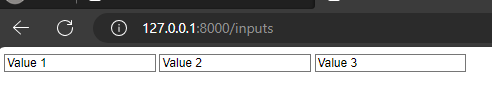 127.0.0.1:8000/inputs
Value 1 Value 2 Value 3